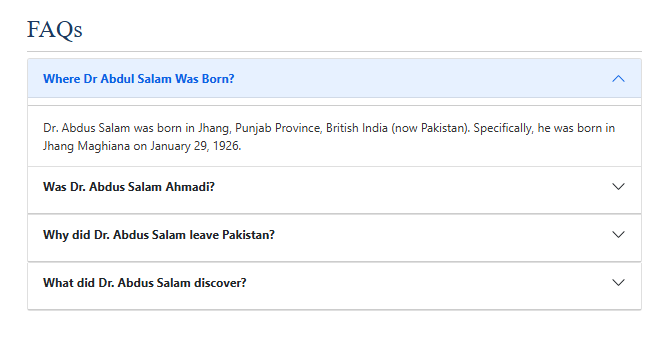 FAQs
Where Dr Abdul Salam Was Born?
Dr. Abdus Salam was born in Jhang, Punjab Province, British India (now Pakistan). Specifically, he was born in
Jhang Maghiana on January 29, 1926.
Was Dr. Abdus Salam Ahmadi?
Why did Dr. Abdus Salam leave Pakistan?
What did Dr. Abdus Salam discover?